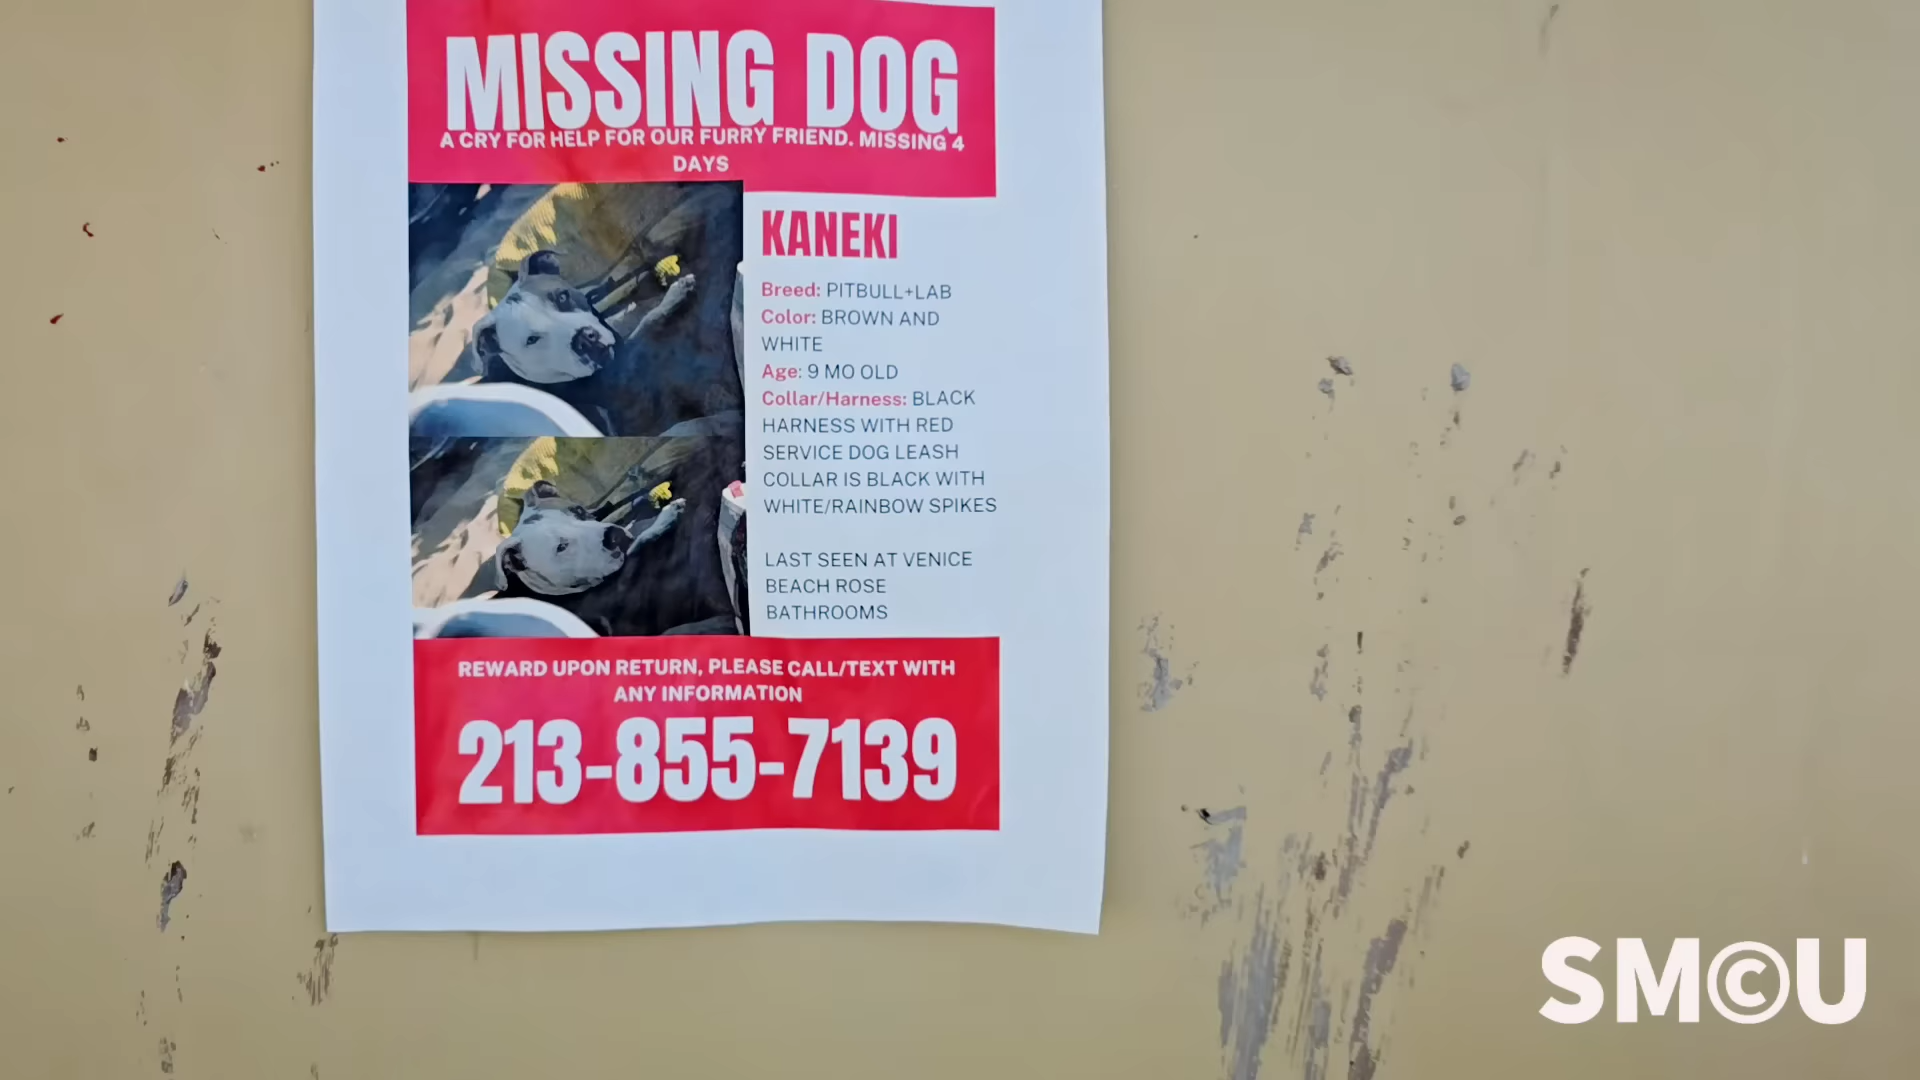 MISSING DOG
A CRY FOR HELP FOR OUR FURRY FRIEND. MISSING 4
DAYS
KANEKI
Breed: PITBULL+LAB
Color: BROWN AND
WHITE
Age: 9 MO OLD
Collar/Harness: BLACK
HARNESS WITH RED
SERVICE DOG LEASH
COLLAR IS BLACK WITH
WHITE/RAINBOW SPIKES
LAST SEEN AT VENICE
BEACH ROSE
BATHROOMS
REWARD UPON RETURN, PLEASE CALL/TEXT WITH
ANY INFORMATION
213-855-7139
SM©U